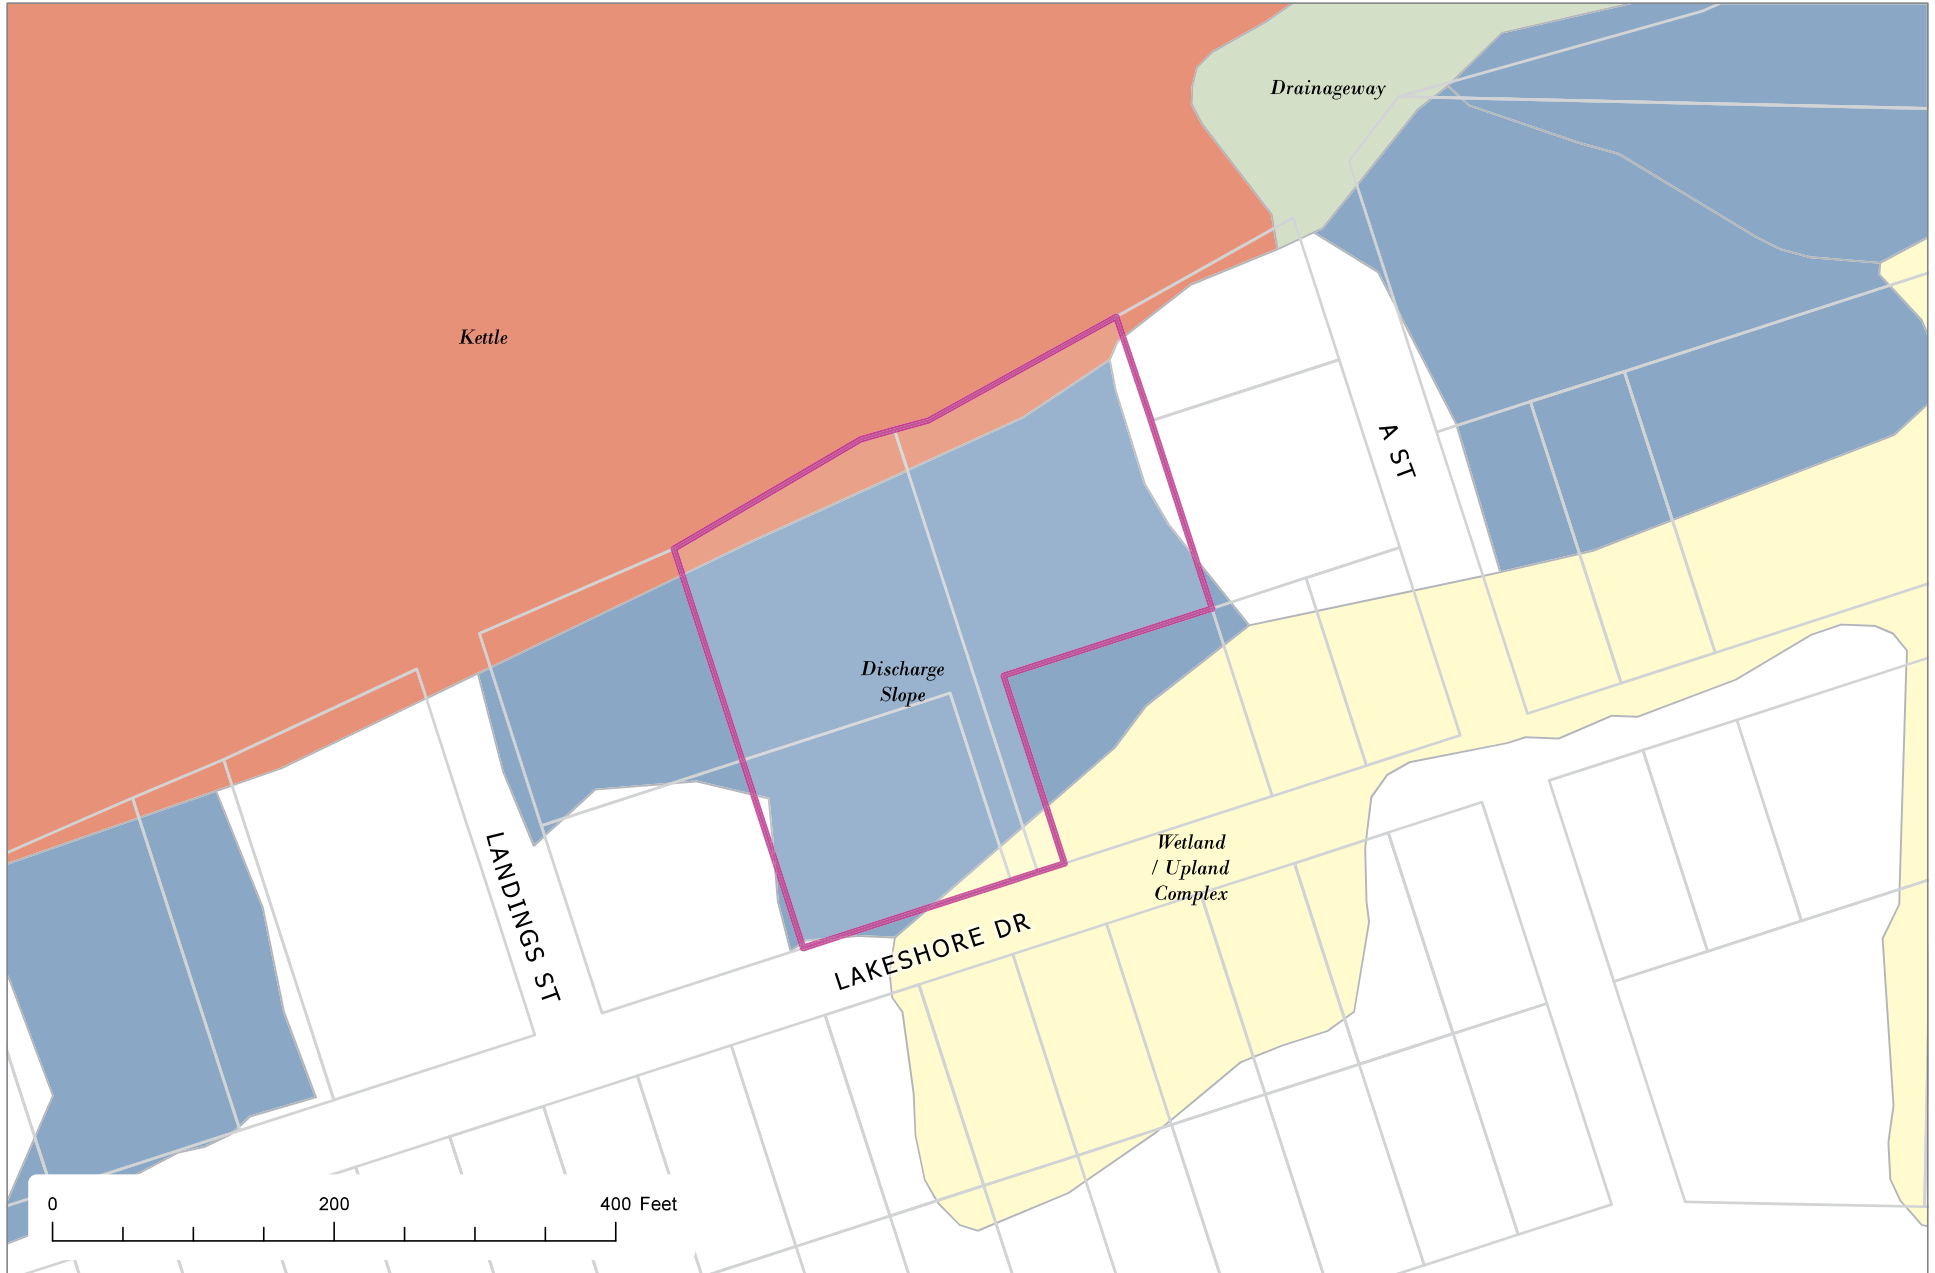 Drainageway
Kettle
A ST
Discharge
Slope
Wetland
/ Upland
Complex
LANDINGS ST
LAKESHORE DR
0 200 400 Feet